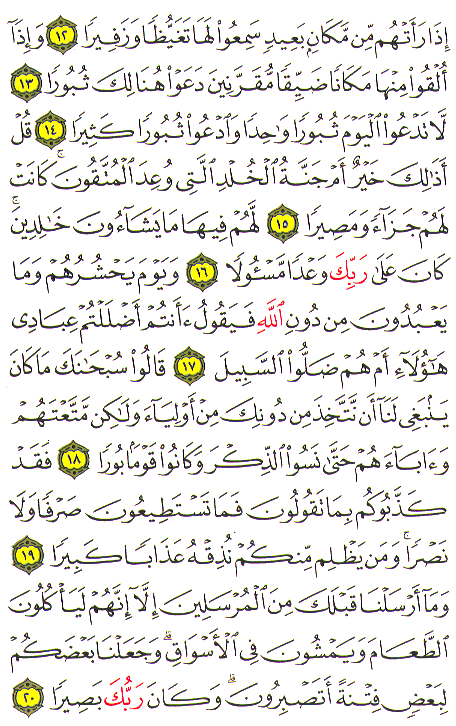 إِذَا رَأَتْهُم مِّن مَّكَانٍ بَعِيدٍ سَمِعُوا۟ لَهَا تَغَيُّظًا وَزَفِيرًا ١٢ وَإِذَآ
أُلْقُوا۟ مِنْهَا مَكَانًا ضَيِّقًا مُّقَرَّنِينَ دَعَوْا۟ هُنَالِكَ ثُبُورًا ١٣
لَّا تَدْعُوا۟ ٱلْيَوْمَ ثُبُورًا وَٰحِدًا وَٱدْعُوا۟ ثُبُورًا كَثِيرًا ١٤ قُلْ
أَذَٰلِكَ خَيْرٌ أَمْ جَنَّةُ ٱلْخُلْدِ ٱلَّتِى وُعِدَ ٱلْمُتَّقُونَ ۚ كَانَتْ
لَهُمْ جَزَآءً وَمَصِيرًا ١٥ لَّهُمْ فِيهَا مَا يَشَآءُونَ خَٰلِدِينَ ۚ
كَانَ عَلَىٰ رَبِّكَ وَعْدًا مَّسْـُٔولًا ١٦ وَيَوْمَ يَحْشُرُهُمْ وَمَا
يَعْبُدُونَ مِن دُونِ ٱللَّهِ فَيَقُولُ ءَأَنتُمْ أَضْلَلْتُمْ عِبَادِى
هَٰٓؤُلَآءِ أَمْ هُمْ ضَلُّوا۟ ٱلسَّبِيلَ ١٧ قَالُوا۟ سُبْحَٰنَكَ مَا كَانَ
يَنۢبَغِى لَنَآ أَن نَّتَّخِذَ مِن دُونِكَ مِنْ أَوْلِيَآءَ وَلَٰكِن مَّتَّعْتَهُمْ
وَءَابَآءَهُمْ حَتَّىٰ نَسُوا۟ ٱلذِّكْرَ وَكَانُوا۟ قَوْمًۢا بُورًا ١٨ فَقَدْ
كَذَّبُوكُم بِمَا تَقُولُونَ فَمَا تَسْتَطِيعُونَ صَرْفًا وَلَا
نَصْرًا ۚ وَمَن يَظْلِم مِّنكُمْ نُذِقْهُ عَذَابًا كَبِيرًا ١٩
وَمَآ أَرْسَلْنَا قَبْلَكَ مِنَ ٱلْمُرْسَلِينَ إِلَّآ إِنَّهُمْ لَيَأْكُلُونَ
ٱلطَّعَامَ وَيَمْشُونَ فِى ٱلْأَسْوَاقِ ۗ وَجَعَلْنَا بَعْضَكُمْ
لِبَعْضٍ فِتْنَةً أَتَصْبِرُونَ ۗ وَكَانَ رَبُّكَ بَصِيرًا ٢٠